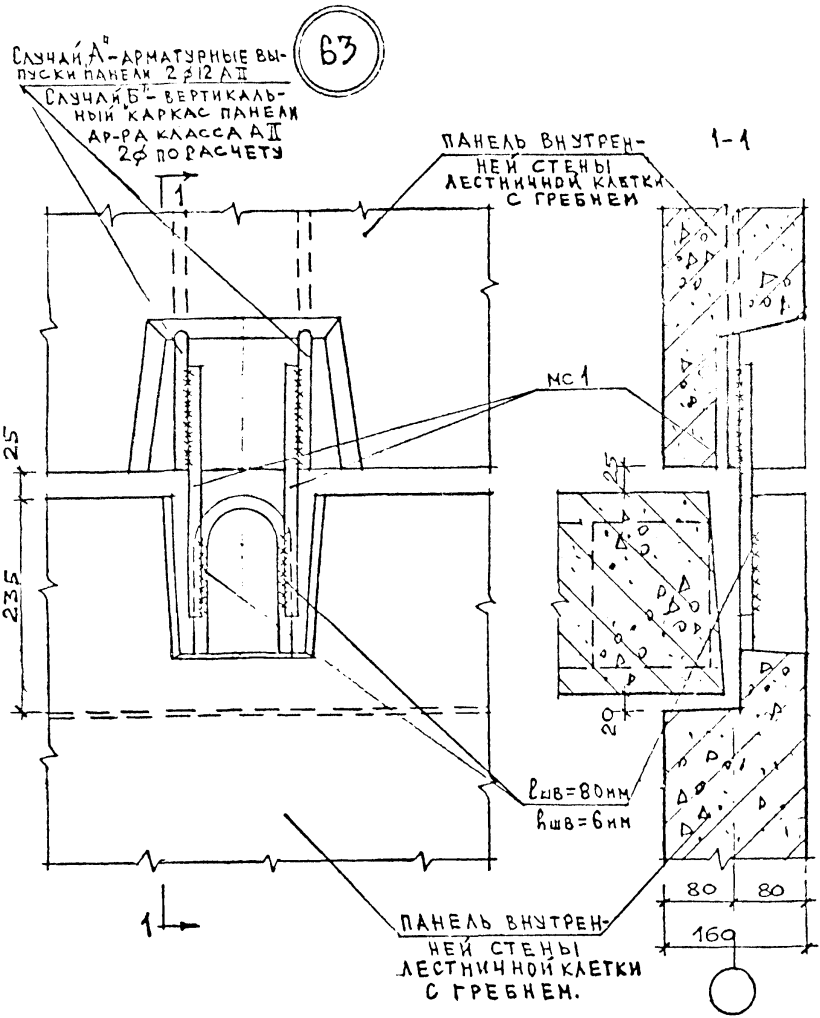 63
Случай „А" - арматурные вы-
пуски панели 2⌀12 АII
Случай „Б" - вертикаль-
ный каркас панели
ар-ра класса АII
2⌀ по расчету
Панель внутрен-
ней стены
лестничной клетки
с гребнем
1-1
1
МС 1
25
235
25
20
ℓшв=80мм
hшв=6мм
80
80
160
1
Панель внутрен-
ней стены
лестничной клетки
с гребнем.